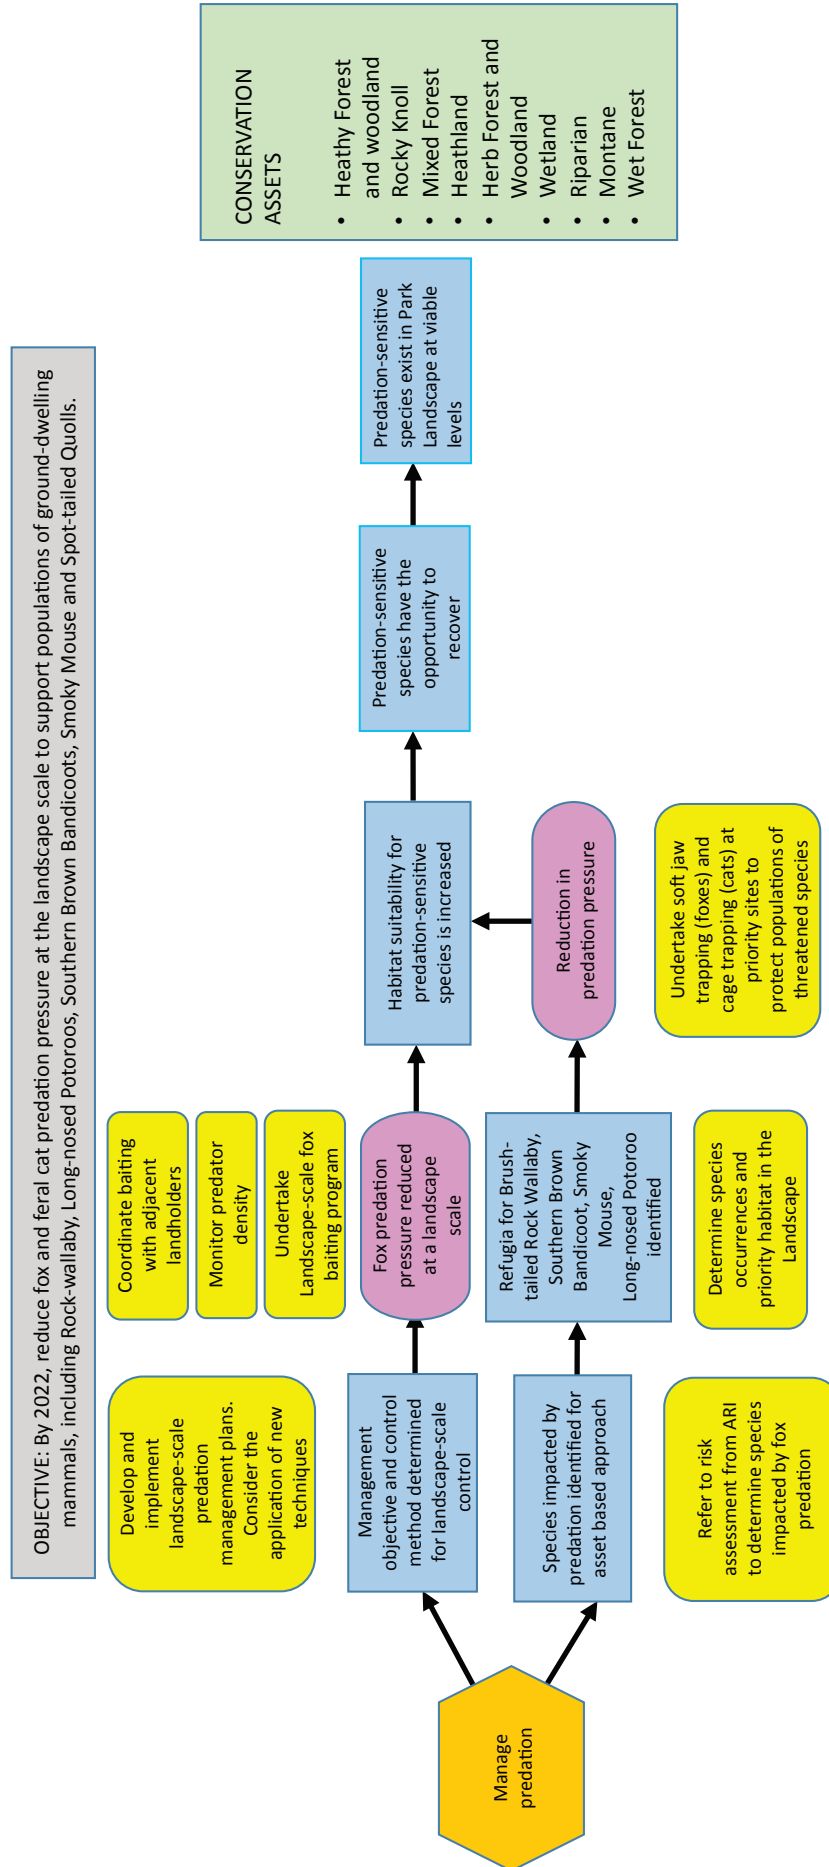 OBJECTIVE: By 2022, reduce fox and feral cat predation pressure at the landscape scale to support populations of ground-dwelling
mammals, including Rock-wallaby, Long-nosed Potoroos, Southern Brown Bandicoots, Smoky Mouse and Spot-tailed Quolls.
Develop and
implement
landscape-scale
predation
management plans.
Consider the
application of new
techniques
Coordinate baiting
with adjacent
landholders
Monitor predator
density
Undertake
Landscape-scale fox
baiting program
Manage
predation
Management
objective and control
method determined
for landscape-scale
control
Fox predation
pressure reduced
at a landscape
scale
Habitat suitability for
predation-sensitive
species is increased
Predation-sensitive
species have the
opportunity to
recover
Predation-sensitive
species exist in Park
Landscape at viable
levels
Species impacted by
predation identified for
asset based approach
Refugia for Brush-
tailed Rock Wallaby,
Southern Brown
Bandicoot, Smoky
Mouse,
Long-nosed Potoroo
identified
Reduction in
predation pressure
Refer to risk
assessment from ARI
to determine species
impacted by fox
predation
Determine species
occurrences and
priority habitat in the
Landscape
Undertake soft jaw
trapping (foxes) and
cage trapping (cats) at
priority sites to
protect populations of
threatened species
CONSERVATION
ASSETS
• Heathy Forest
and woodland
• Rocky Knoll
• Mixed Forest
• Heathland
• Herb Forest and
Woodland
• Wetland
• Riparian
• Montane
• Wet Forest